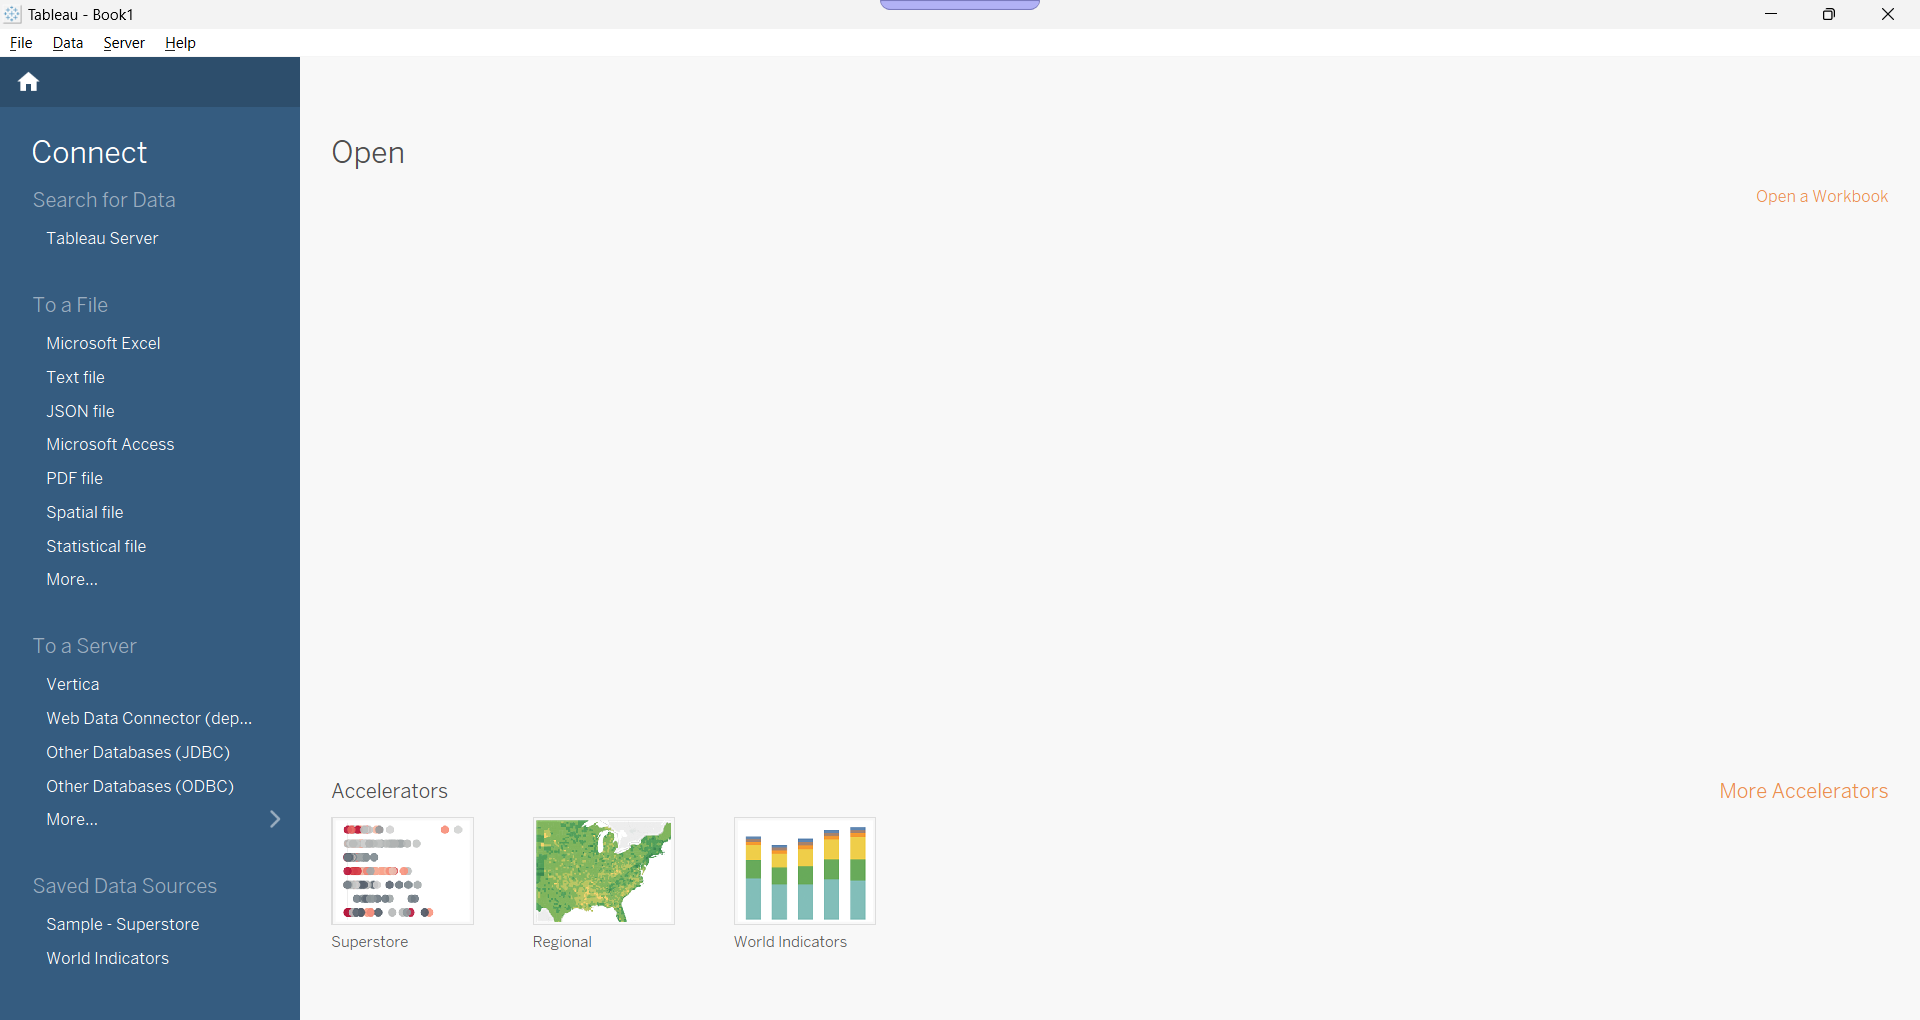 Tableau - Book1
File Data Server Help
Connect
Search for Data
Tableau Server
To a File
Microsoft Excel
Text file
JSON file
Microsoft Access
PDF file
Spatial file
Statistical file
More...
To a Server
Vertica
Web Data Connector (dep...
Other Databases (JDBC)
Other Databases (ODBC)
More...
Saved Data Sources
Sample - Superstore
World Indicators
Open
Open a Workbook
Accelerators
More Accelerators
Superstore
Regional
World Indicators